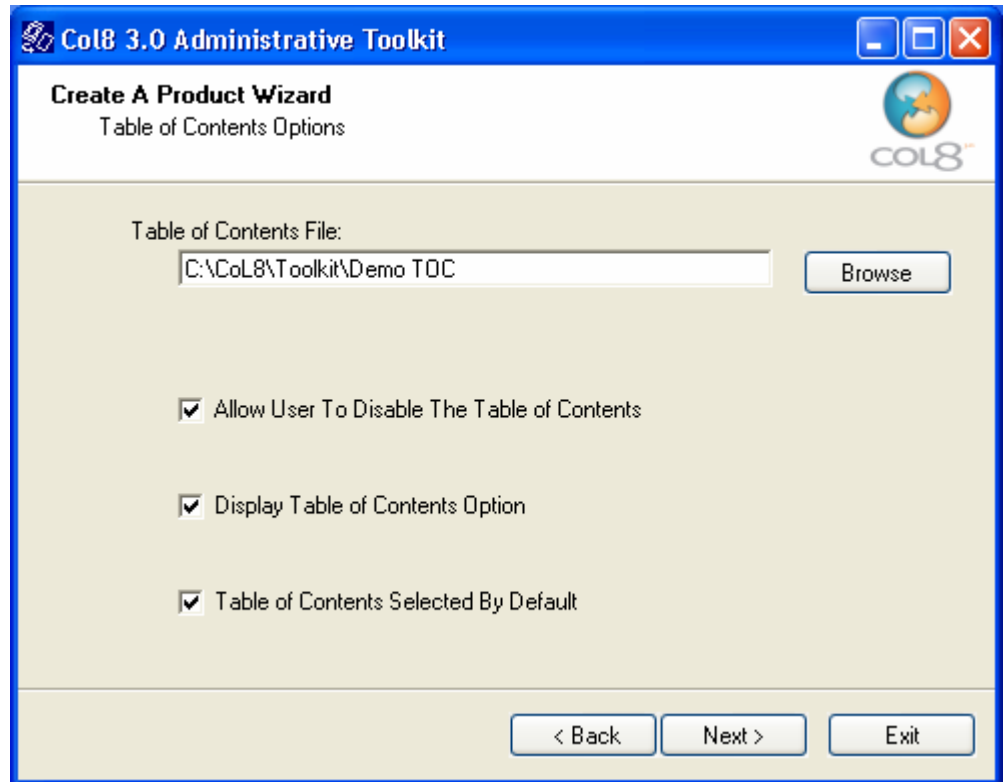 Col8 3.0 Administrative Toolkit
Create A Product Wizard
Table of Contents Options
COL8
Table of Contents File:
C:\CoL8\Toolkit\Demo TOC
Browse
Allow User To Disable The Table of Contents
Display Table of Contents Option
Table of Contents Selected By Default
< Back
Next >
Exit